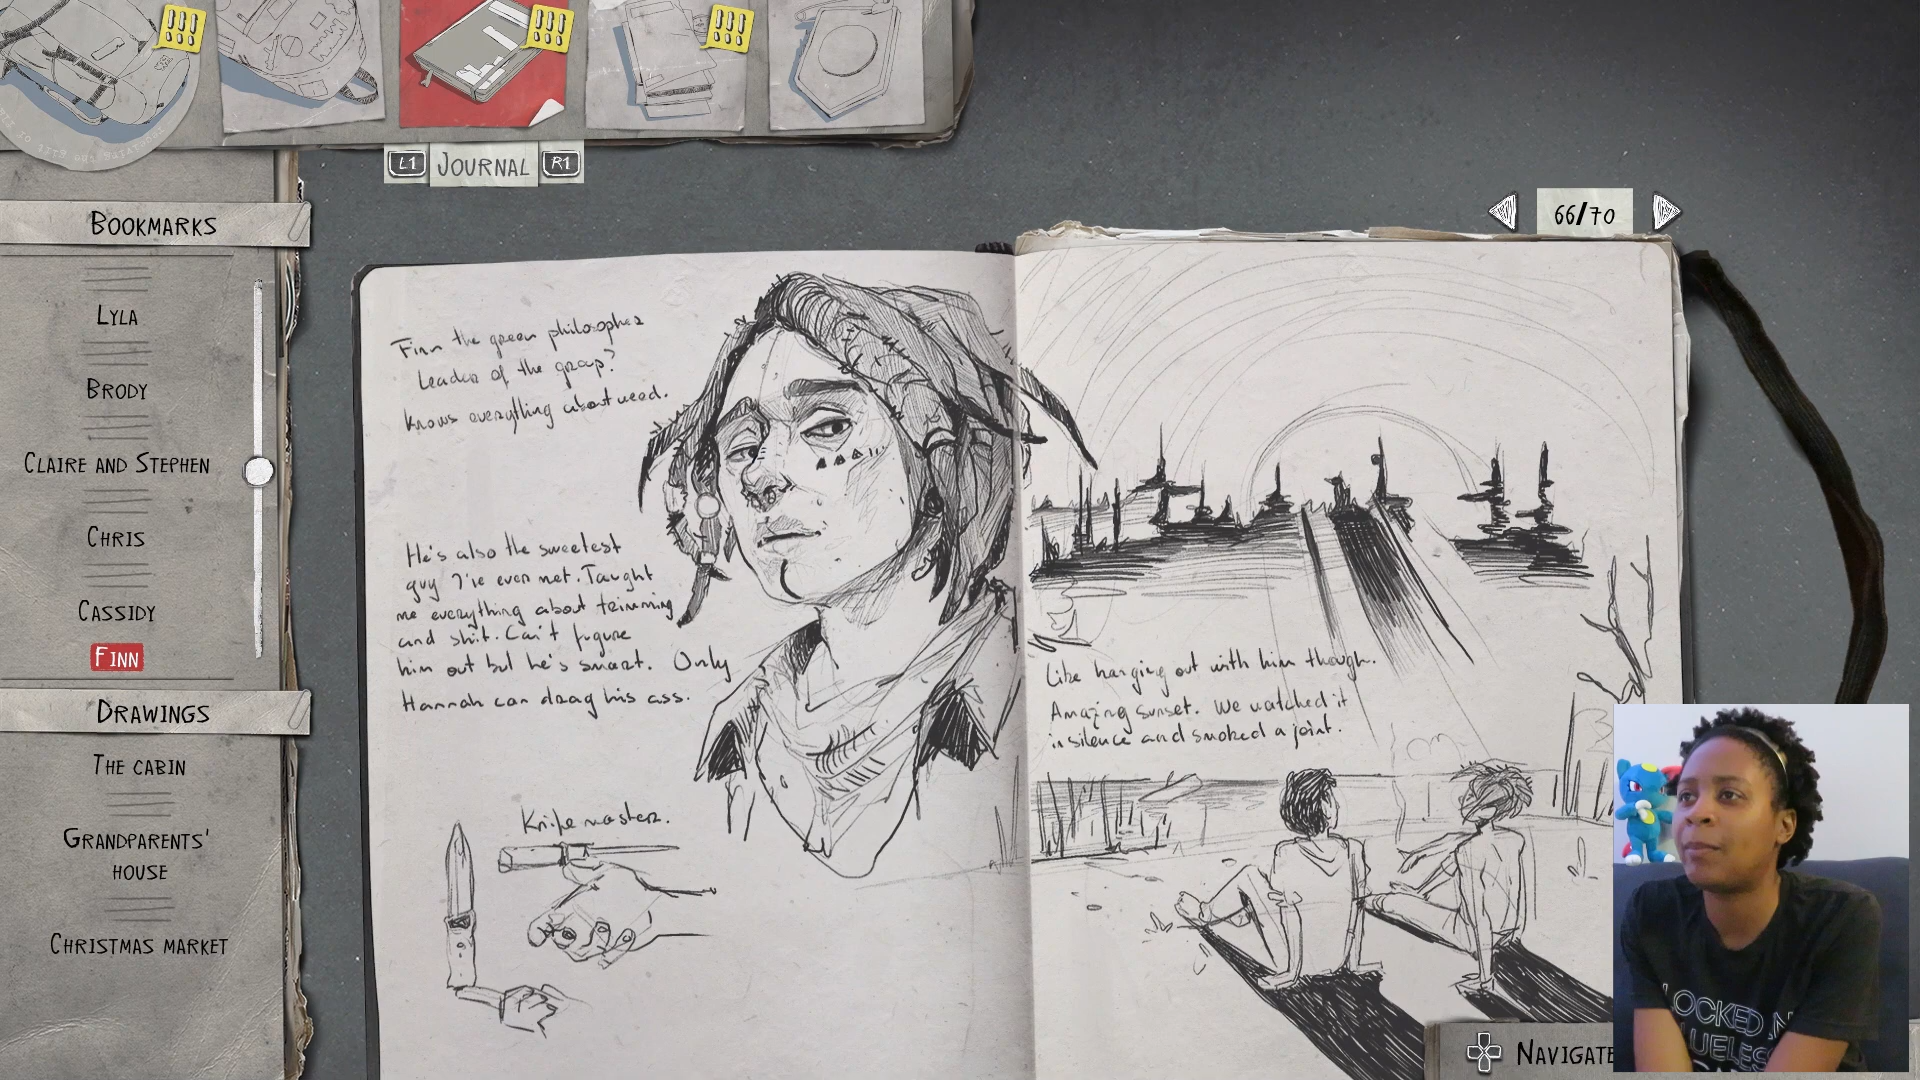 L1 JOURNAL R1
66/70
BOOKMARKS
LYLA
BRODY
CLAIRE AND STEPHEN
CHRIS
CASSIDY
FINN
DRAWINGS
THE CABIN
GRANDPARENTS'
HOUSE
CHRISTMAS MARKET
Finn the green philosopher
Leader of the group?
Knows everything about weed.
He's also the sweetest
guy I've ever met. Taught
me everything about trimming
and shit. Can't figure
him out but he's smart. Only
Hannah can drag his ass.
Knife master.
Like hanging out with him though.
Amazing sunset. We watched it
in silence and smoked a joint.
NAVIGATE
LOCKED IN